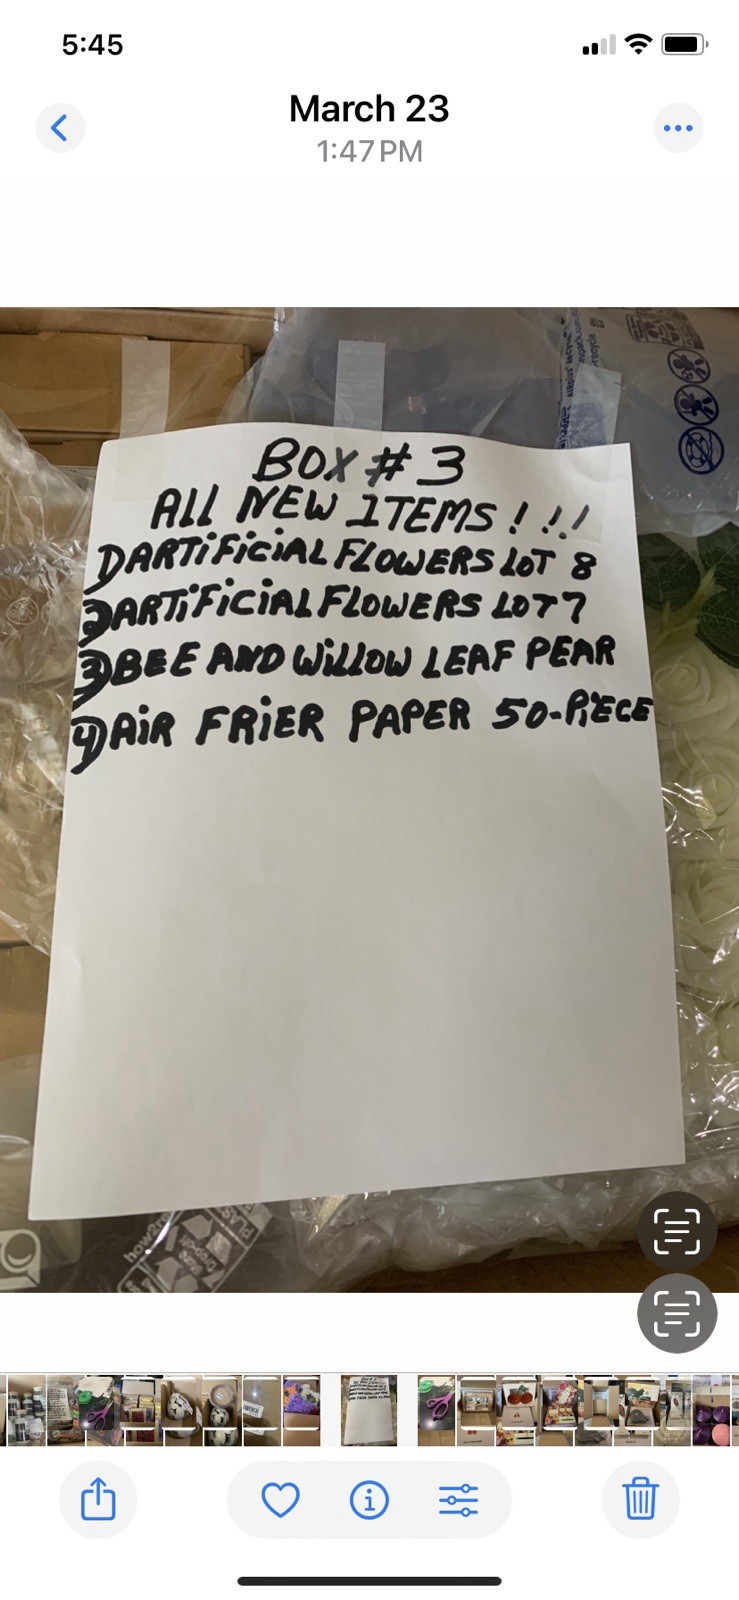 5:45
March 23
1:47 PM
BOX # 3
ALL NEW ITEMS ! !!
1) ARTiFiCiAL FLOWERS LOT 8
2) ARTiFiCiAL FLOWERS LOT 7
3) BEE AND WiLLOW LEAF PEAR
4) AiR FRiER PAPER 50-PiECE